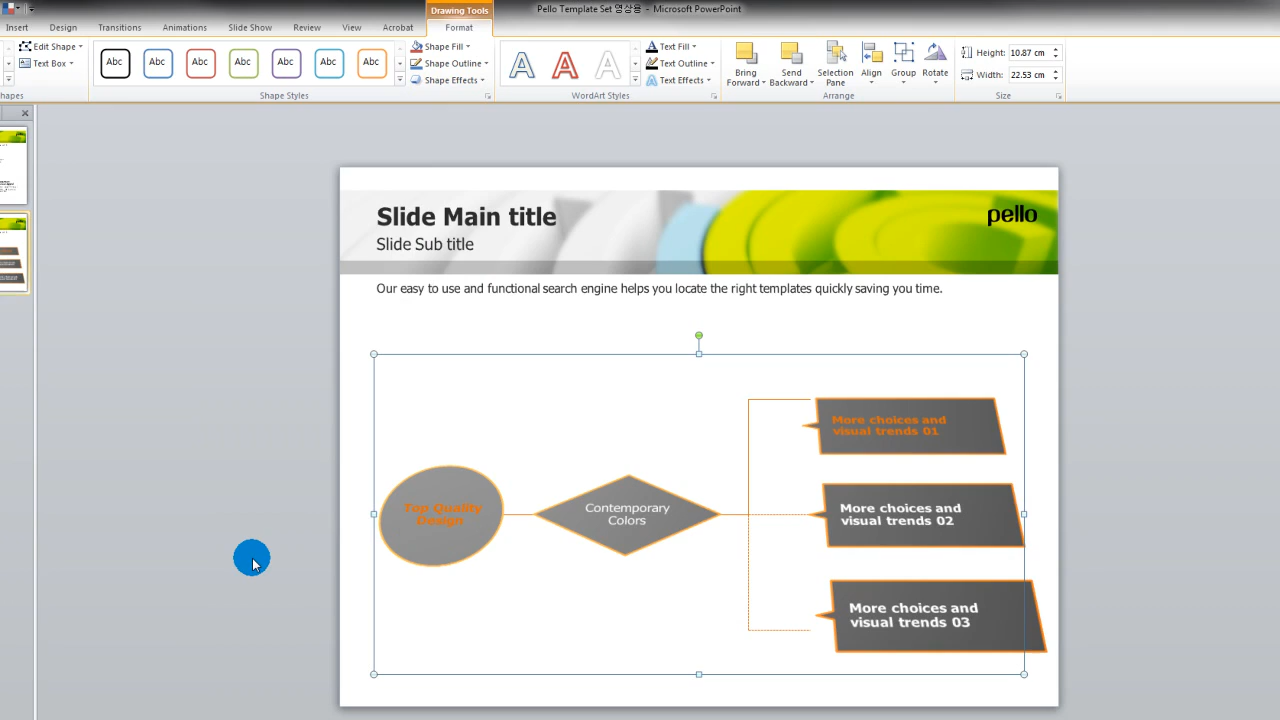 Pello Template Set 영상용 - Microsoft PowerPoint
Drawing Tools
Insert Design Transitions Animations Slide Show Review View Acrobat Format
Edit Shape
Text Box
Abc Abc Abc Abc Abc Abc Abc
Shape Fill
Shape Outline
Shape Effects
A A A
Text Fill
Text Outline
Text Effects
Bring Forward
Send Backward
Selection Pane
Align
Group
Rotate
Height: 10.87 cm
Width: 22.53 cm
hapes
Shape Styles
WordArt Styles
Arrange
Size
Slide Main title
pello
Slide Sub title
Our easy to use and functional search engine helps you locate the right templates quickly saving you time.
More choices and
visual trends 01
Top Quality
Design
Contemporary
Colors
More choices and
visual trends 02
More choices and
visual trends 03